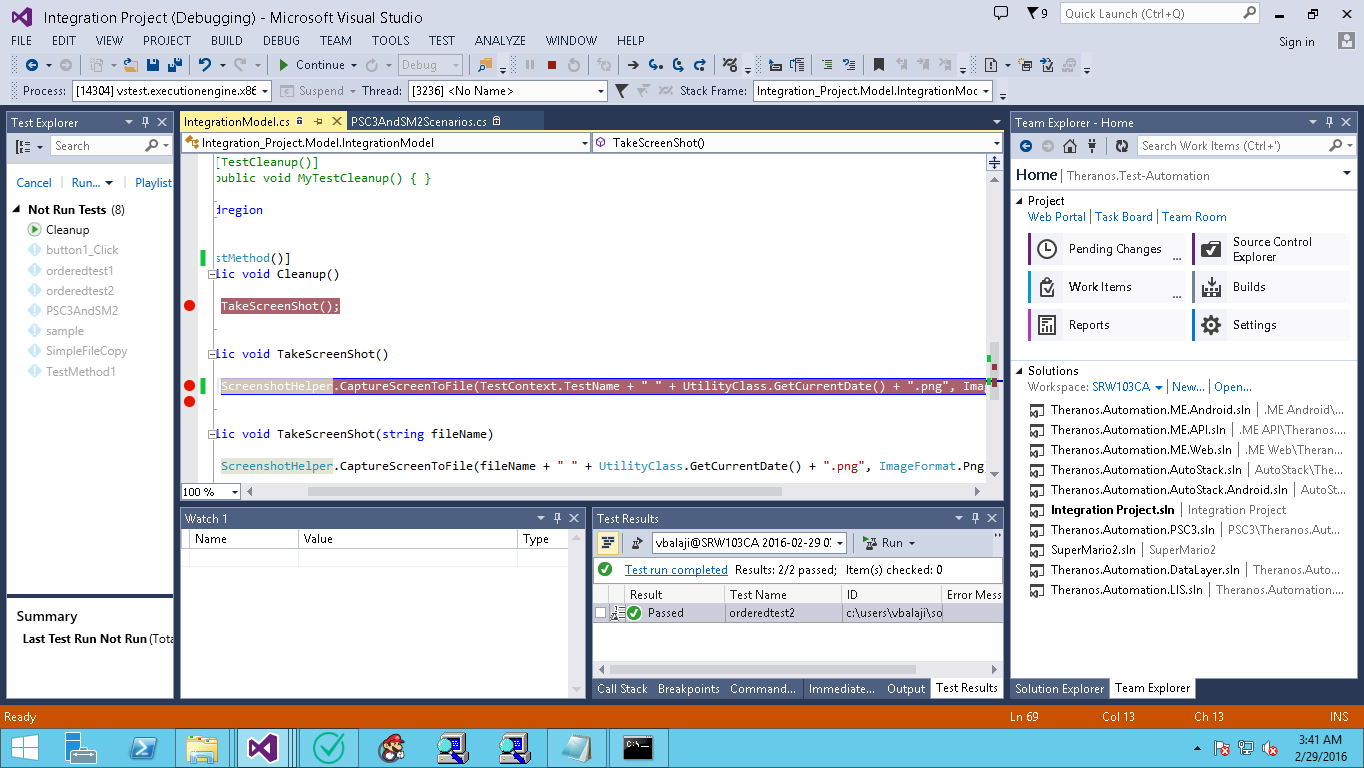 Integration Project (Debugging) - Microsoft Visual Studio
9
Quick Launch (Ctrl+Q)
FILE EDIT VIEW PROJECT BUILD DEBUG TEAM TOOLS TEST ANALYZE WINDOW HELP
Sign in
Continue
Debug
Process: [14304] vstest.executionengine.x86
Suspend
Thread: [3236] <No Name>
Stack Frame: Integration_Project.Model.IntegrationMoc
Test Explorer
Search
Cancel Run... Playlist
Not Run Tests (8)
Cleanup
button1_Click
orderedtest1
orderedtest2
PSC3AndSM2
sample
SimpleFileCopy
TestMethod1
Summary
Last Test Run Not Run (Tota
IntegrationModel.cs
PSC3AndSM2Scenarios.cs
Integration_Project.Model.IntegrationModel
TakeScreenShot()
[TestCleanup()]
public void MyTestCleanup() { }
dregion
stMethod()]
lic void Cleanup()
TakeScreenShot();
lic void TakeScreenShot()
ScreenshotHelper.CaptureScreenToFile(TestContext.TestName + " " + UtilityClass.GetCurrentDate() + ".png", Ima
lic void TakeScreenShot(string fileName)
ScreenshotHelper.CaptureScreenToFile(fileName + " " + UtilityClass.GetCurrentDate() + ".png", ImageFormat.Png
100 %
Watch 1
Name Value Type
Test Results
vbalaji@SRW103CA 2016-02-29 0
Run
Test run completed Results: 2/2 passed; Item(s) checked: 0
Result Test Name ID Error Mess
Passed orderedtest2 c:\users\vbalaji\so
Call Stack Breakpoints Command... Immediate... Output Test Results
Team Explorer - Home
Search Work Items (Ctrl+')
Home | Theranos.Test-Automation
Project
Web Portal | Task Board | Team Room
Pending Changes ...
Source Control
Explorer
Work Items ...
Builds
Reports
Settings
Solutions
Workspace: SRW103CA | New... | Open...
Theranos.Automation.ME.Android.sln | .ME Android\...
Theranos.Automation.ME.API.sln | .ME API\Theranos...
Theranos.Automation.ME.Web.sln | .ME Web\Theran...
Theranos.Automation.AutoStack.sln | AutoStack\The...
Theranos.Automation.AutoStack.Android.sln | AutoSt...
Integration Project.sln | Integration Project
Theranos.Automation.PSC3.sln | PSC3\Theranos.Aut...
SuperMario2.sln | SuperMario2
Theranos.Automation.DataLayer.sln | Theranos.Auto...
Theranos.Automation.LIS.sln | Theranos.Automation....
Solution Explorer Team Explorer
Ready
Ln 69 Col 13 Ch 13 INS
3:41 AM
2/29/2016